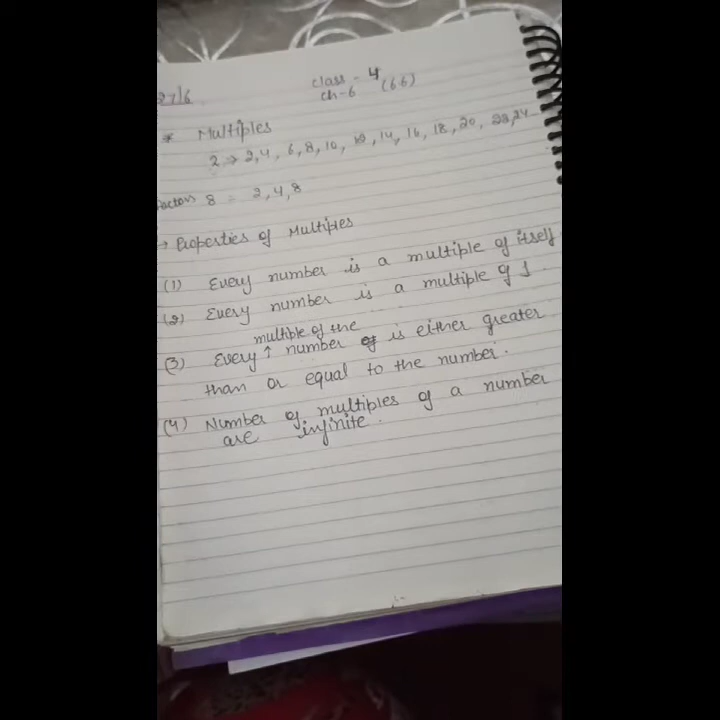 27/6
class - 4
ch-6 (66)
* Multiples
2 → 2,4, 6, 8, 10, 12, 14, 16, 18, 20, 22,24
Factors 8 = 2,4,8
→ Properties of Multiples
(1) Every number is a multiple of itself
(2) Every number is a multiple of 1.
multible of the
(3) Every ↑ number is either greater
than or equal to the number.
(4) Number of multiples of a number
are infinite.